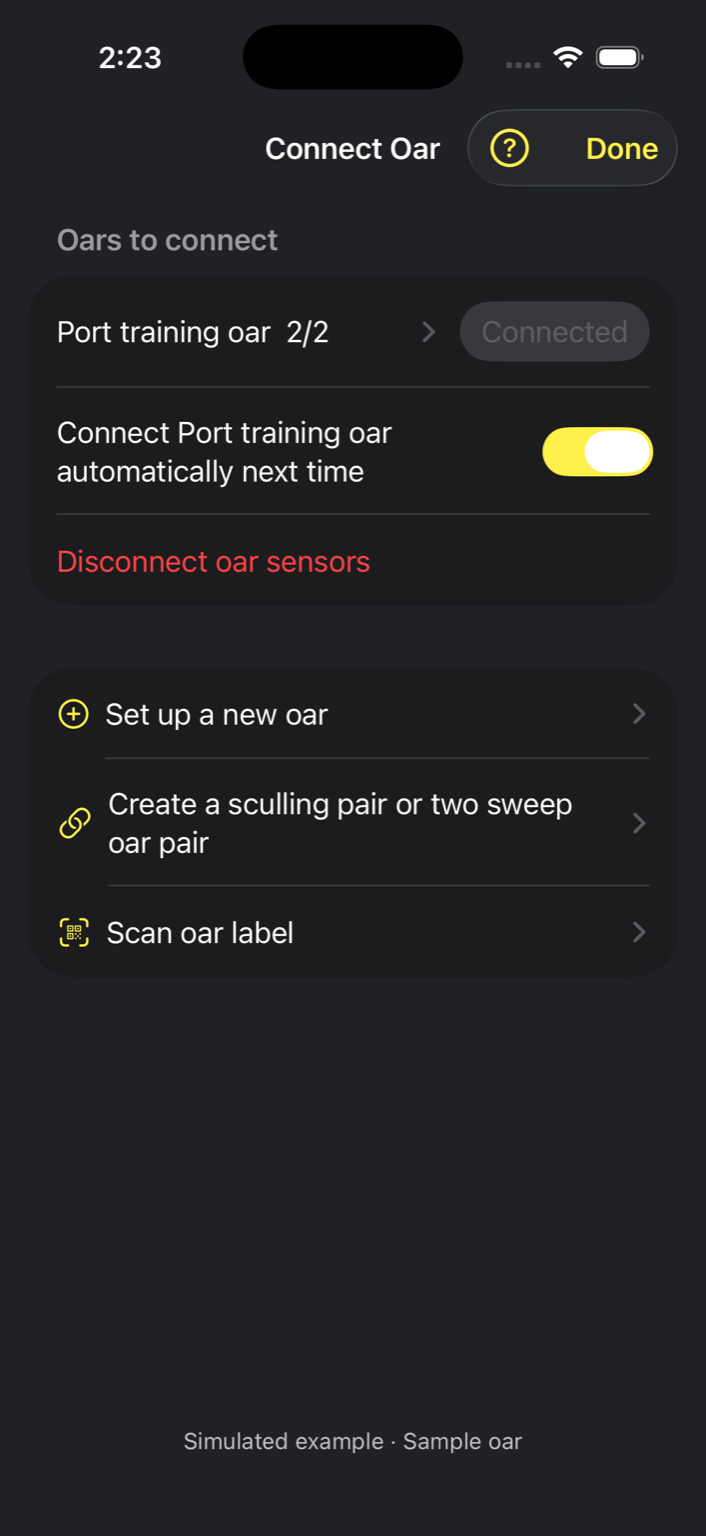 2:23
Connect Oar
?
Done
Oars to connect
Port training oar 2/2
Connected
Connect Port training oar
automatically next time
Disconnect oar sensors
Set up a new oar
Create a sculling pair or two sweep
oar pair
Scan oar label
Simulated example · Sample oar